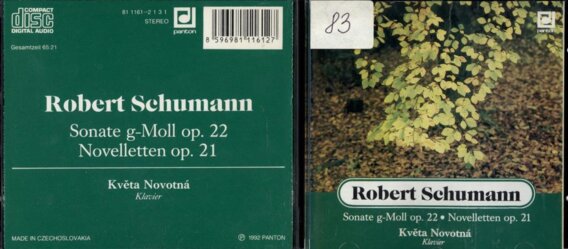 COMPACT
disc
DIGITAL AUDIO
81 1161-2131
STEREO
panton
Gesamtzeit 65:21
8 596981 116127
Robert Schumann
Sonate g-Moll op. 22
Novelletten op. 21
Květa Novotná
Klavier
MADE IN CZECHOSLOVAKIA
Ⓟ 1992 PANTON
83
panton
Robert Schumann
Sonate g-Moll op. 22 • Novelletten op. 21
Květa Novotná
Klavier